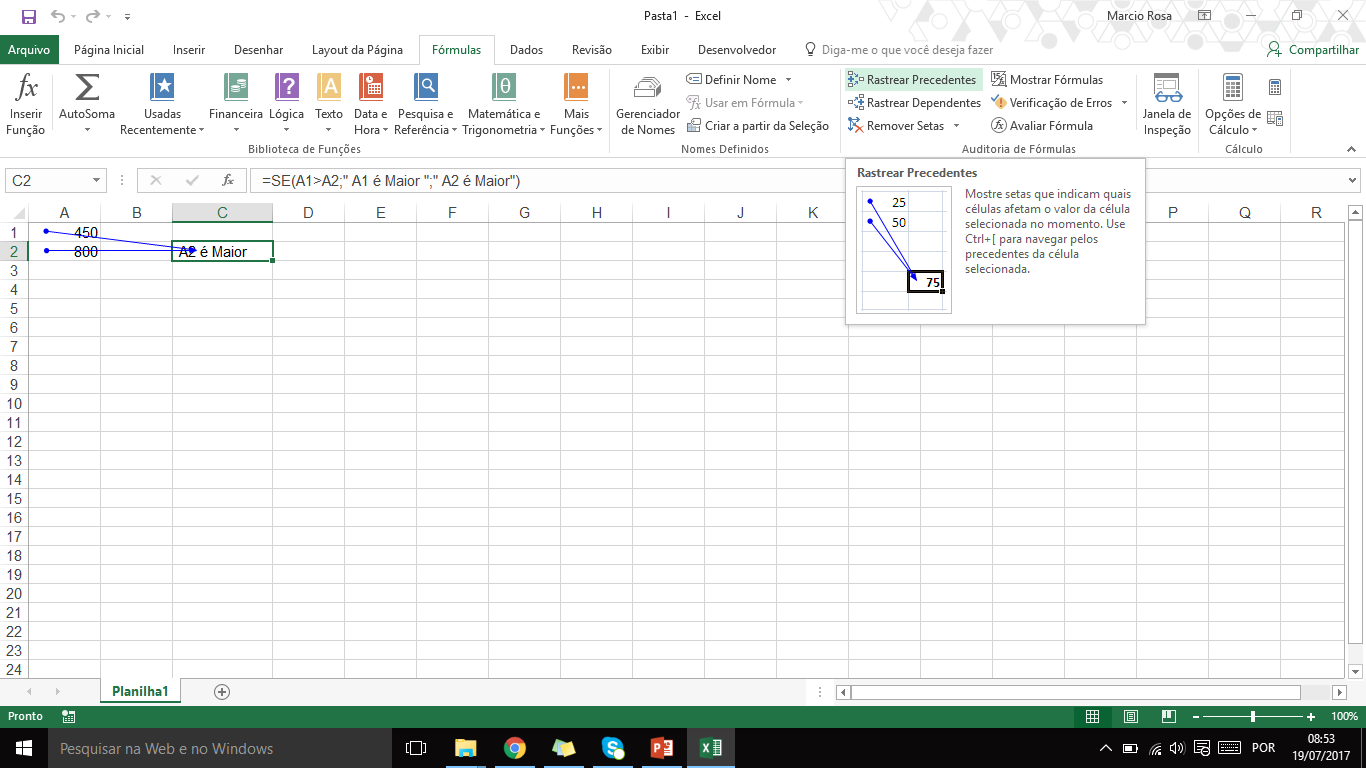 Pasta1 - Excel
Marcio Rosa
Arquivo Página Inicial Inserir Desenhar Layout da Página Fórmulas Dados Revisão Exibir Desenvolvedor Diga-me o que você deseja fazer Compartilhar
Inserir Função
AutoSoma
Usadas Recentemente
Financeira
Lógica
Texto
Data e Hora
Pesquisa e Referência
Matemática e Trigonometria
Mais Funções
Biblioteca de Funções
Gerenciador de Nomes
Definir Nome
Usar em Fórmula
Criar a partir da Seleção
Nomes Definidos
Rastrear Precedentes
Rastrear Dependentes
Remover Setas
Mostrar Fórmulas
Verificação de Erros
Avaliar Fórmula
Auditoria de Fórmulas
Janela de Inspeção
Opções de Cálculo
Cálculo
C2
fx
=SE(A1>A2;" A1 é Maior ";" A2 é Maior")
Rastrear Precedentes
25
50
75
Mostre setas que indicam quais
células afetam o valor da célula
selecionada no momento. Use
Ctrl+[ para navegar pelos
precedentes da célula
selecionada.
A B C D E F G H I J K P Q R
1 450
2 800 A2 é Maior
3
4
5
6
7
8
9
10
11
12
13
14
15
16
17
18
19
20
21
22
23
24
Planilha1
Pronto
100%
Pesquisar na Web e no Windows
POR
08:53
19/07/2017